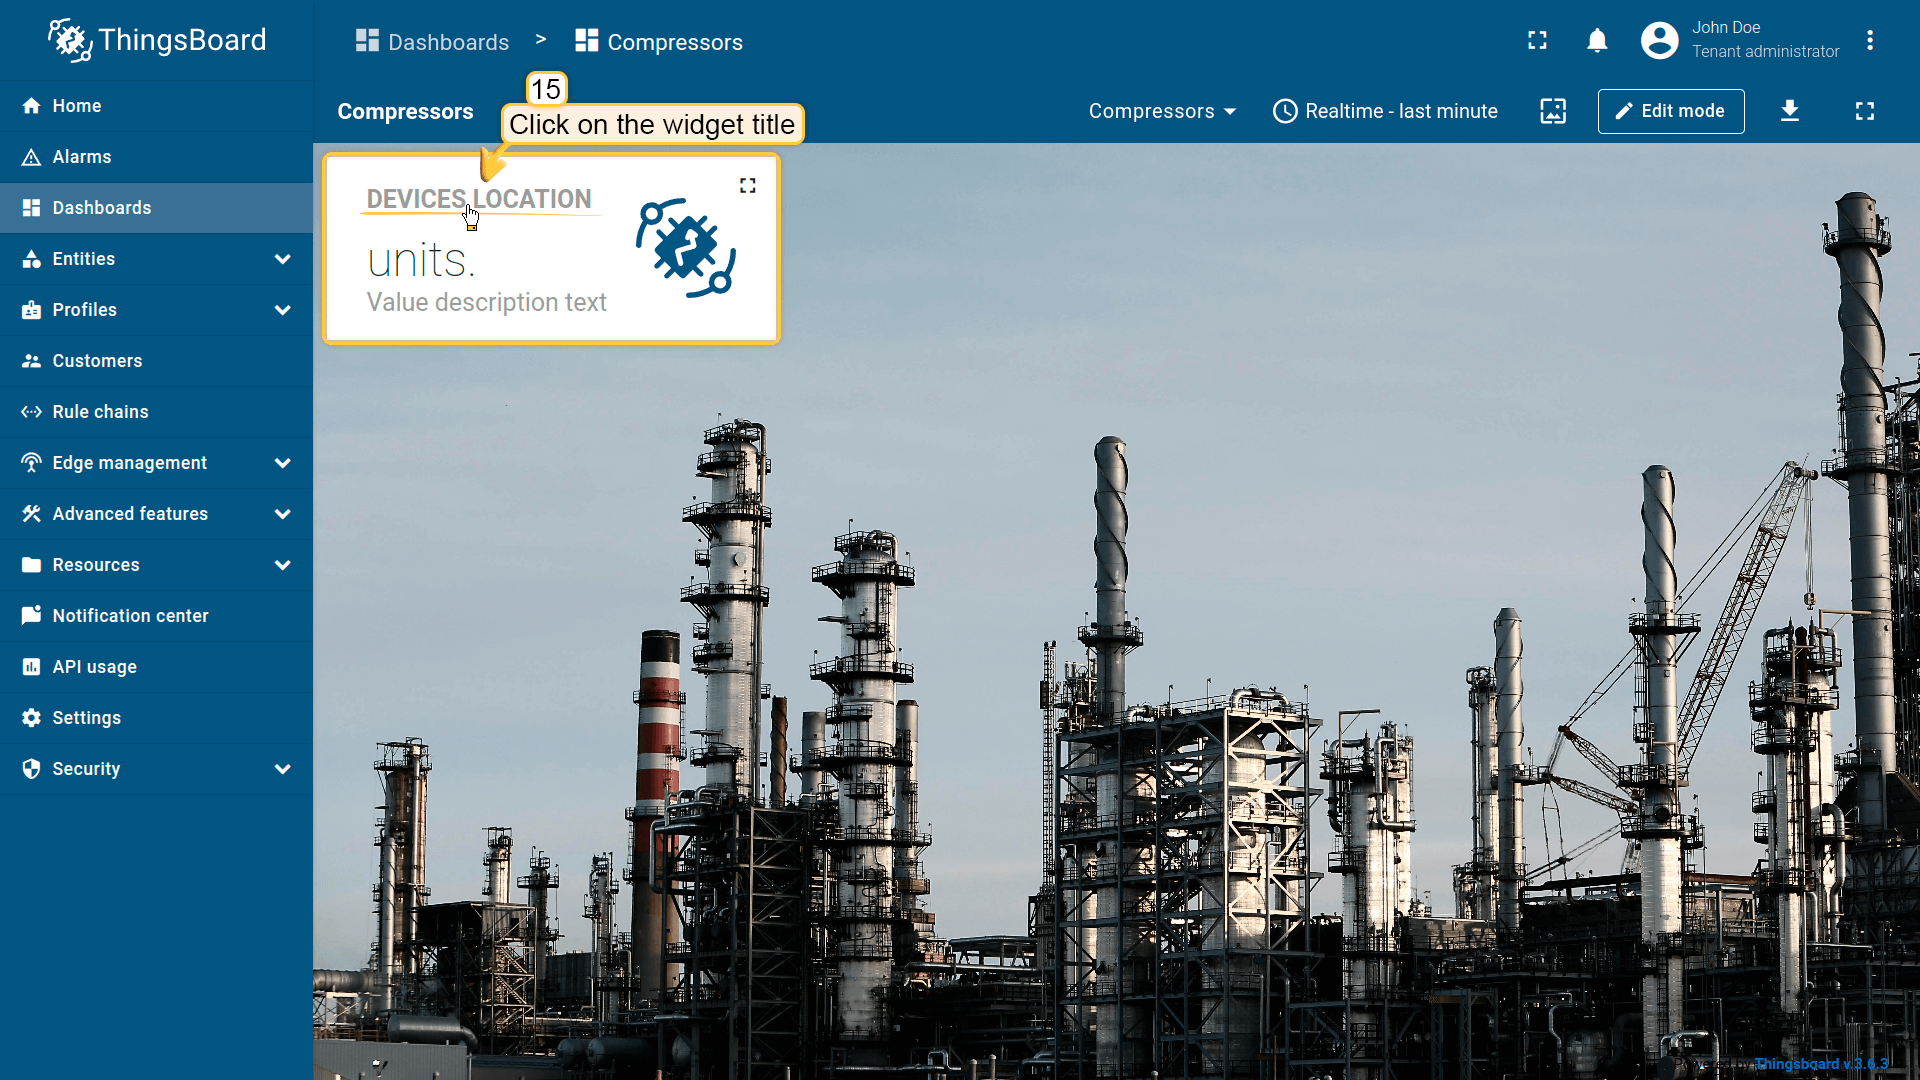 ThingsBoard
Dashboards > Compressors
John Doe
Tenant administrator
15
Click on the widget title
Compressors
Compressors
Realtime - last minute
Edit mode
Home
Alarms
Dashboards
Entities
Profiles
Customers
Rule chains
Edge management
Advanced features
Resources
Notification center
API usage
Settings
Security
DEVICES LOCATION
units.
Value description text
Powered by Thingsboard v.3.6.3